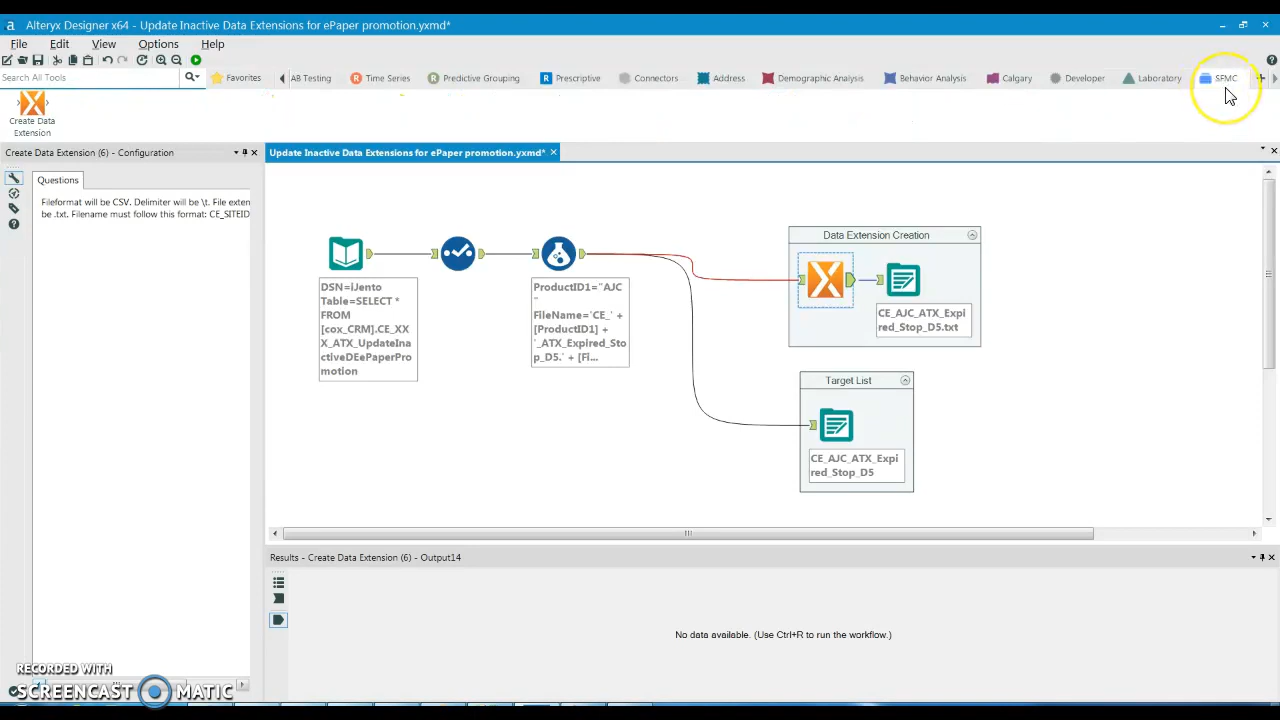 Alteryx Designer x64 - Update Inactive Data Extensions for ePaper promotion.yxmd*
File Edit View Options Help
Search All Tools Favorites AB Testing Time Series Predictive Grouping Prescriptive Connectors Address Demographic Analysis Behavior Analysis Calgary Developer Laboratory SFMC
Create Data
Extension
Create Data Extension (6) - Configuration
Update Inactive Data Extensions for ePaper promotion.yxmd*
Questions
Fileformat will be CSV. Delimiter will be \t. File exten
be .txt. Filename must follow this format: CE_SITEID
DSN=iJento
Table=SELECT *
FROM
[cox_CRM].CE_XX
X_ATX_UpdateIna
ctiveDEePaperPro
motion
ProductID1="AJC
"
FileName='CE_' +
[ProductID1] +
'_ATX_Expired_Sto
p_D5.' + [Fi...
Data Extension Creation
CE_AJC_ATX_Expi
red_Stop_D5.txt
Target List
CE_AJC_ATX_Expi
red_Stop_D5
Results - Create Data Extension (6) - Output14
No data available. (Use Ctrl+R to run the workflow.)
RECORDED WITH
SCREENCAST MATIC